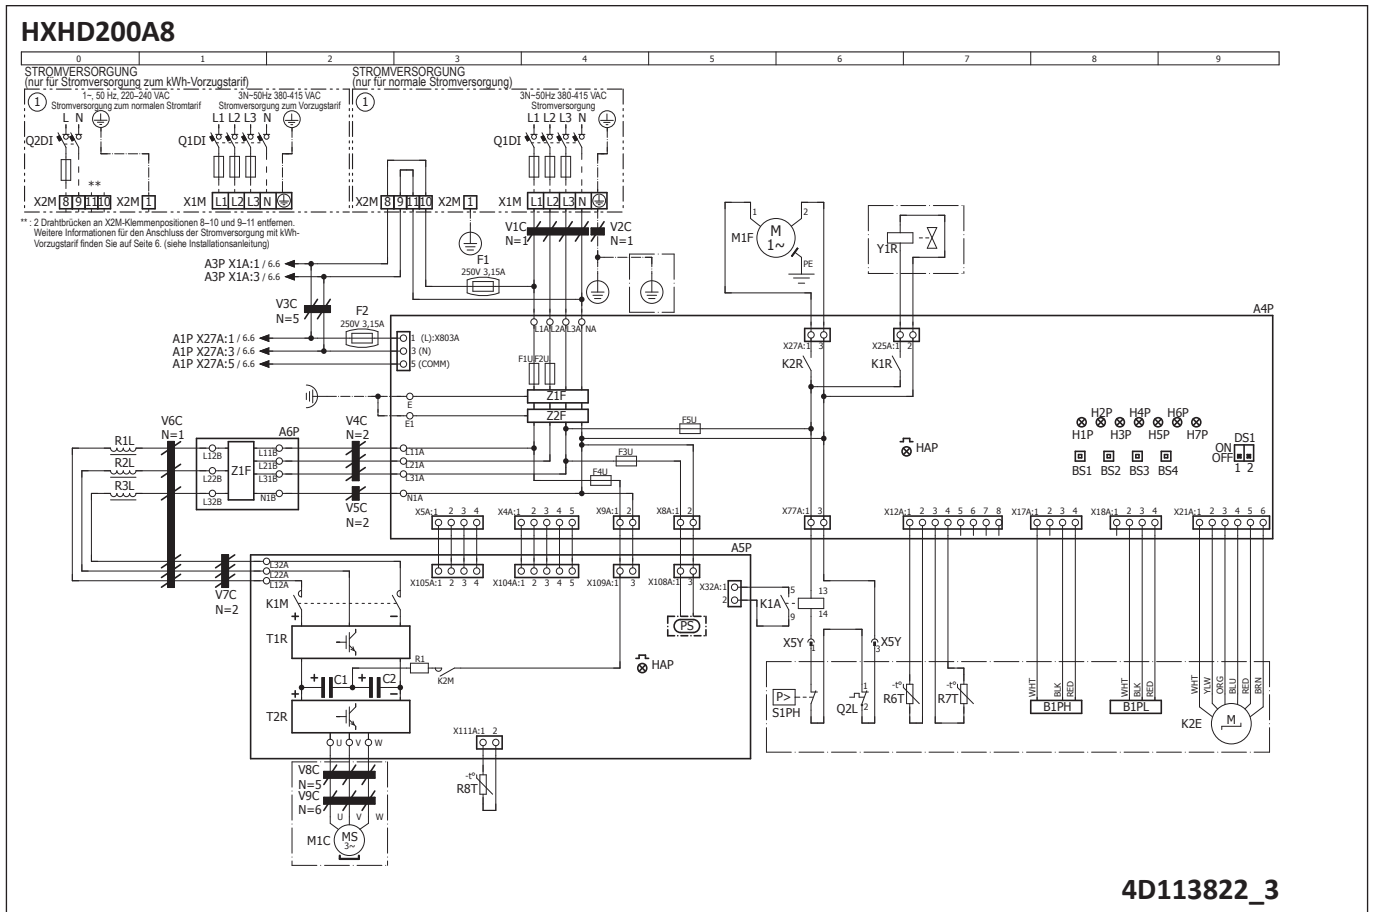 HXHD200A8
0 1 2 3 4 5 6 7 8 9
STROMVERSORGUNG
(nur für Stromversorgung zum kWh-Vorzugstarif)
STROMVERSORGUNG
(nur für normale Stromversorgung)
1
1~, 50 Hz, 220–240 VAC
Stromversorgung zum normalen Stromtarif
3N~50Hz 380-415 VAC
Stromversorgung zum Vorzugstarif
1
3N~50Hz 380-415 VAC
Stromversorgung
L N
L1 L2 L3 N
L1 L2 L3 N
Q2DI
Q1DI
Q1DI
**
X2M 8 9 11 10 X2M 1
X1M L1 L2 L3 N
X2M 8 9 11 10 X2M 1
X1M L1 L2 L3 N
** : 2 Drahtbrücken an X2M-Klemmenpositionen 8–10 und 9–11 entfernen.
Weitere Informationen für den Anschluss der Stromversorgung mit kWh-
Vorzugstarif finden Sie auf Seite 6. (siehe Installationsanleitung)
V1C
N=1
V2C
N=1
1 2
M1F
M
1~
PE
Y1R
A3P X1A:1 / 6.6
A3P X1A:3 / 6.6
F1
250V 3,15A
V3C
N=5
F2
250V 3,15A
A4P
A1P X27A:1 / 6.6
A1P X27A:3 / 6.6
A1P X27A:5 / 6.6
1 (L):X803A
3 (N)
5 (COMM)
L1A L2A L3A NA
X27A:1 3
X25A:1 2
F1U F2U
K2R
K1R
Z1F
Z2F
E
E1
F5U
V6C
N=1
V4C
N=2
A6P
R1L
R2L
R3L
L12B
L22B
L32B
Z1F
L11B
L21B
L31B
N1B
L11A
L21A
L31A
N1A
F3U
F4U
V5C
N=2
HAP
H2P H4P H6P
H1P H3P H5P H7P
BS1 BS2 BS3 BS4
DS1
ON
OFF
1 2
X5A:1 2 3 4
X4A:1 2 3 4 5
X9A:1 2
X8A:1 2
X77A:1 3
X12A:1 2 3 4 5 6 7 8
X17A:1 2 3 4
X18A:1 2 3 4
X21A:1 2 3 4 5 6
A5P
L32A
L22A
L12A
V7C
N=2
X105A:1 2 3 4
X104A:1 2 3 4 5
X109A:1 3
X108A:1 3
X32A:1
2
K1M
+ –
5
K1A
9
13
14
PS
T1R
X5Y
1
X5Y
3
R1
K2M
HAP
+ C1 + C2
+ –
T2R
P>
S1PH
1
Q2L
2
-t°
R6T
-t°
R7T
WHT
BLK
RED
B1PH
WHT
BLK
RED
B1PL
WHT
YLW
ORG
BLU
RED
BRN
K2E
M
U V W
X111A:1 2
-t°
R8T
V8C
N=5
V9C
N=6
U V W
M1C
MS
3~
4D113822_3